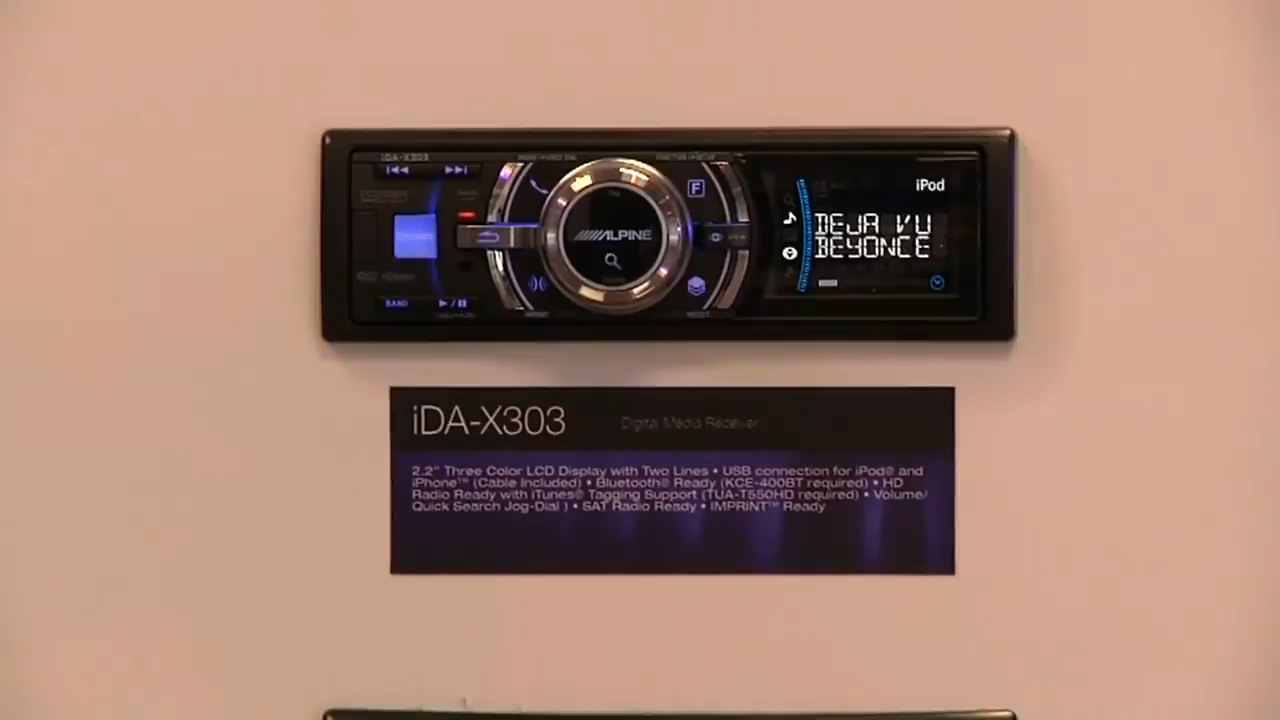 iDA-X303
iPod
DEJA VU
BEYONCE
ALPINE
F
BAND
iDA-X303
Digital Media Receiver
2.2" Three Color LCD Display with Two Lines • USB connection for iPod® and
iPhone™ (Cable Included) • Bluetooth® Ready (KCE-400BT required) • HD
Radio Ready with iTunes® Tagging Support (TUA-T550HD required) • Volume/
Quick Search Jog-Dial ) • SAT Radio Ready • IMPRINT™ Ready